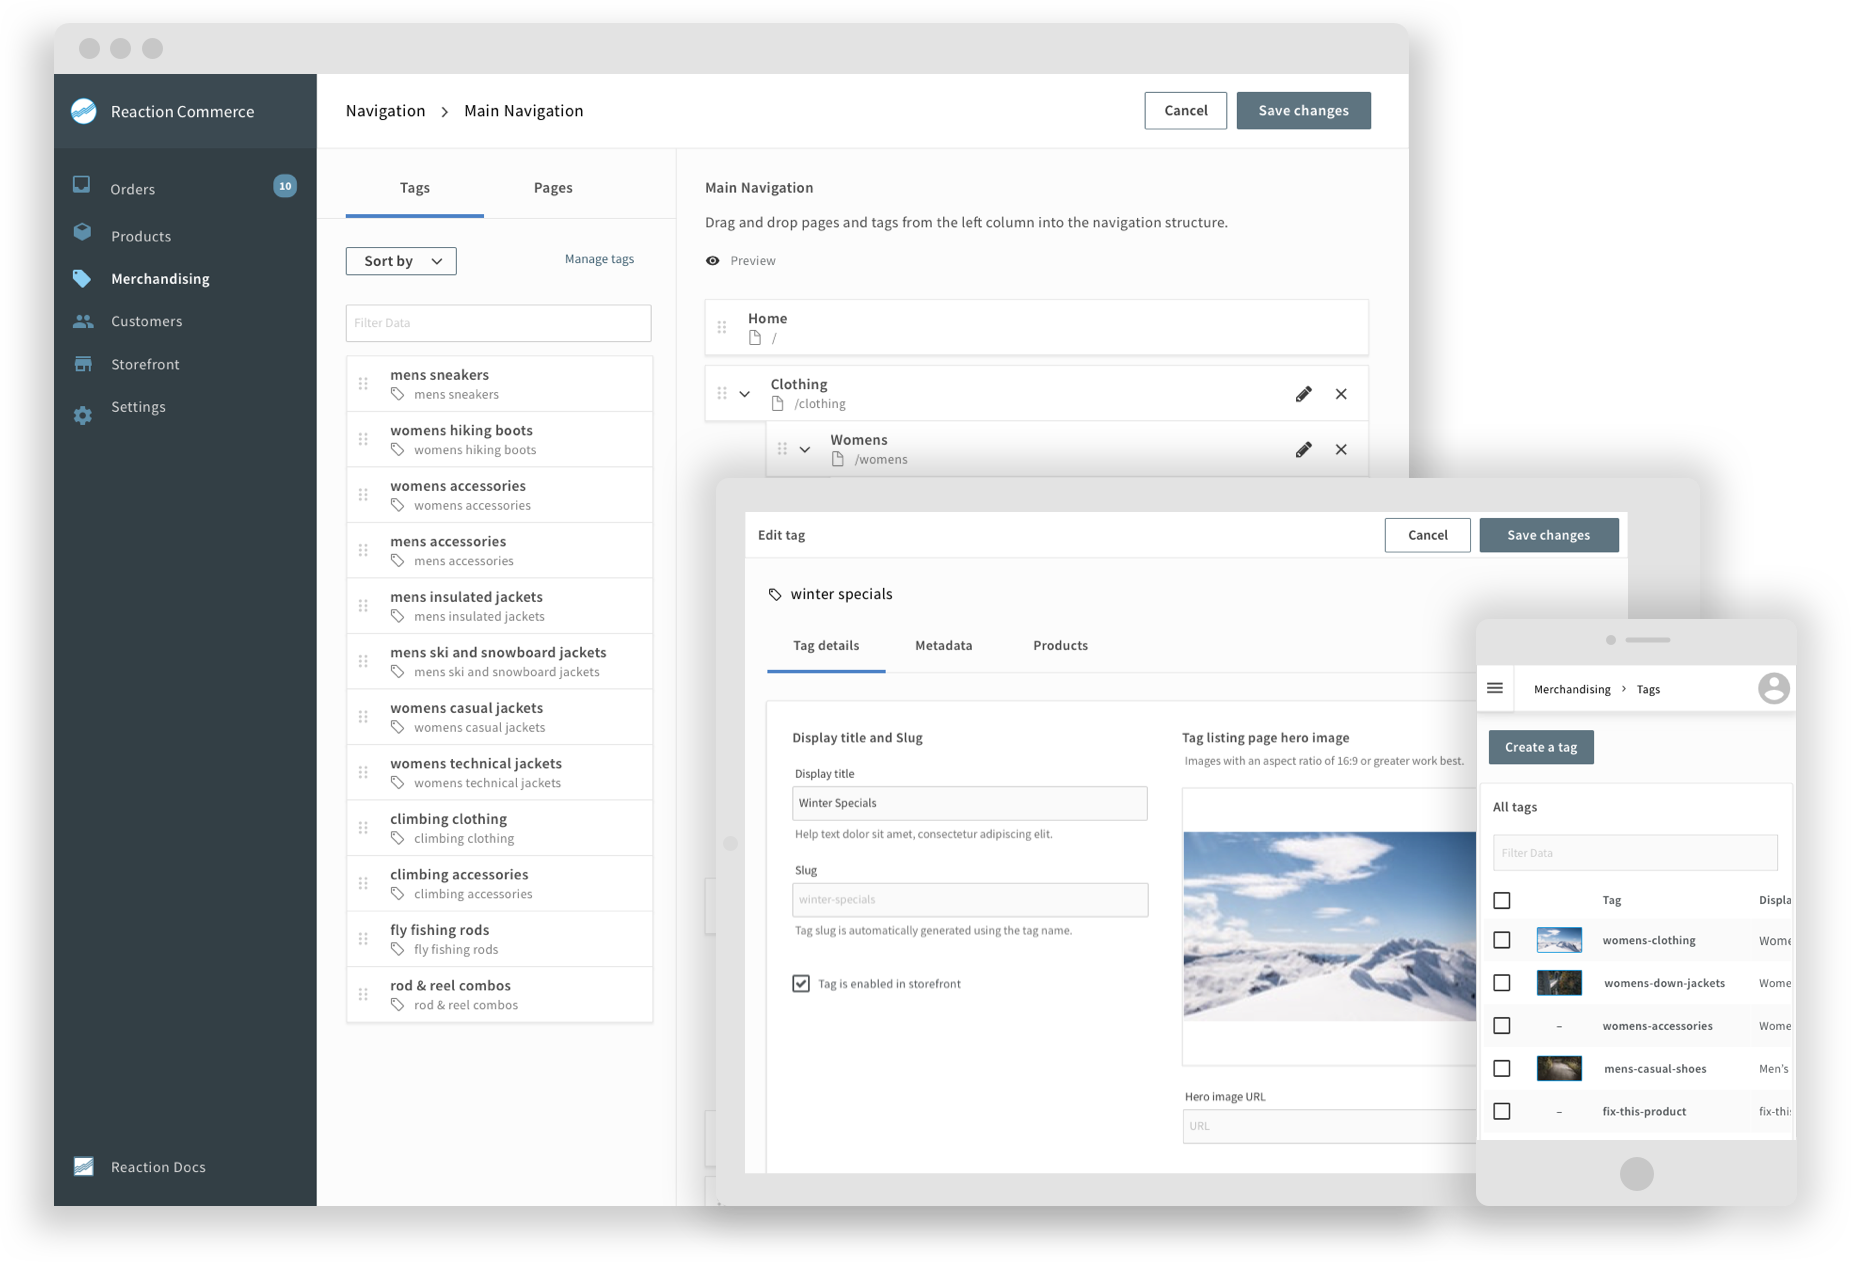 Reaction Commerce
Orders
10
Products
Merchandising
Customers
Storefront
Settings
Reaction Docs
Navigation > Main Navigation
Cancel
Save changes
Tags
Pages
Sort by
Manage tags
Filter Data
mens sneakers
mens sneakers
womens hiking boots
womens hiking boots
womens accessories
womens accessories
mens accessories
mens accessories
mens insulated jackets
mens insulated jackets
mens ski and snowboard jackets
mens ski and snowboard jackets
womens casual jackets
womens casual jackets
womens technical jackets
womens technical jackets
climbing clothing
climbing clothing
climbing accessories
climbing accessories
fly fishing rods
fly fishing rods
rod & reel combos
rod & reel combos
Main Navigation
Drag and drop pages and tags from the left column into the navigation structure.
Preview
Home
/
Clothing
/clothing
Womens
/womens
Edit tag
Cancel
Save changes
winter specials
Tag details
Metadata
Products
Display title and Slug
Display title
Winter Specials
Help text dolor sit amet, consectetur adipiscing elit.
Slug
winter-specials
Tag slug is automatically generated using the tag name.
Tag is enabled in storefront
Tag listing page hero image
Images with an aspect ratio of 16:9 or greater work best.
Hero image URL
URL
Merchandising > Tags
Create a tag
All tags
Filter Data
Tag
Displa
womens-clothing
Wome
womens-down-jackets
Wome
–
womens-accessories
Wome
mens-casual-shoes
Men's
–
fix-this-product
fix-this